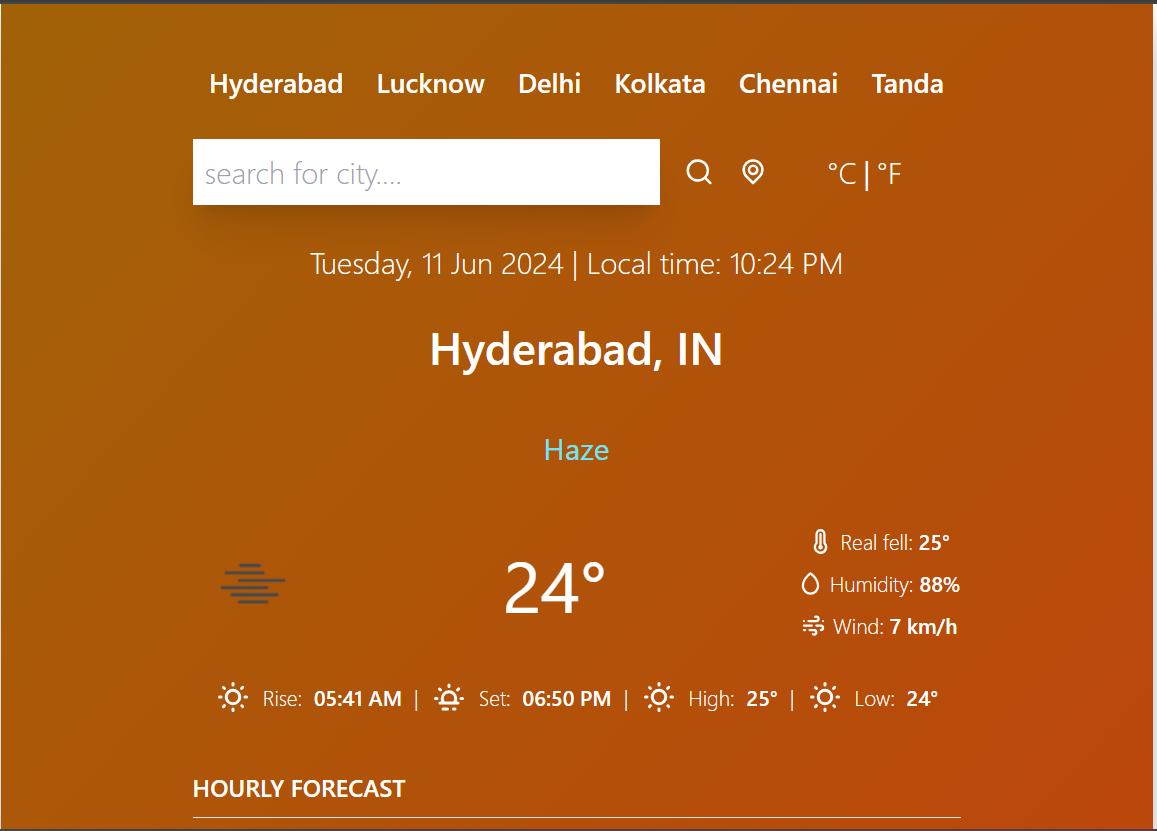 Hyderabad Lucknow Delhi Kolkata Chennai Tanda
search for city....
°C | °F
Tuesday, 11 Jun 2024 | Local time: 10:24 PM
Hyderabad, IN
Haze
24°
Real fell: 25°
Humidity: 88%
Wind: 7 km/h
Rise: 05:41 AM | Set: 06:50 PM | High: 25° | Low: 24°
HOURLY FORECAST